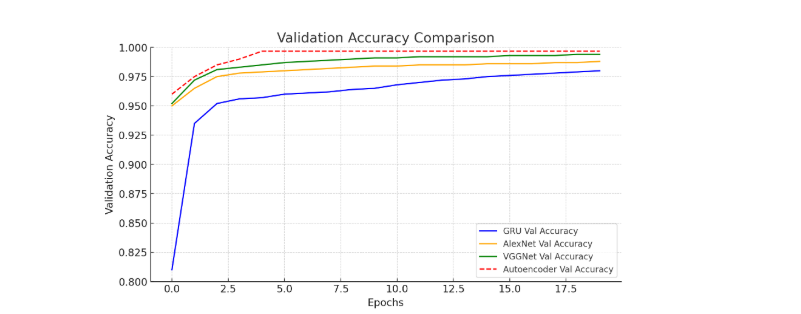 Validation Accuracy Comparison
1.000
0.975
0.950
0.925
0.900
0.875
0.850
0.825
0.800
Validation Accuracy
GRU Val Accuracy
AlexNet Val Accuracy
VGGNet Val Accuracy
Autoencoder Val Accuracy
0.0 2.5 5.0 7.5 10.0 12.5 15.0 17.5
Epochs